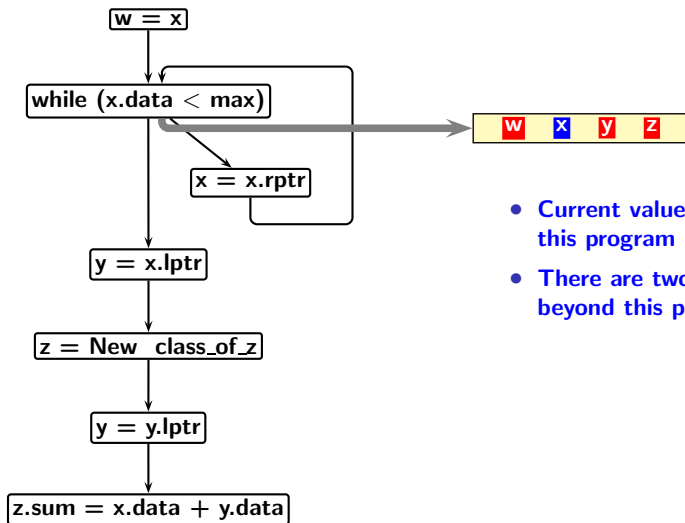 w = x
while (x.data < max)
w x y z
x = x.rptr
• Current value
this program
y = x.lptr
• There are two
beyond this p
z = New class_of_z
y = y.lptr
z.sum = x.data + y.data